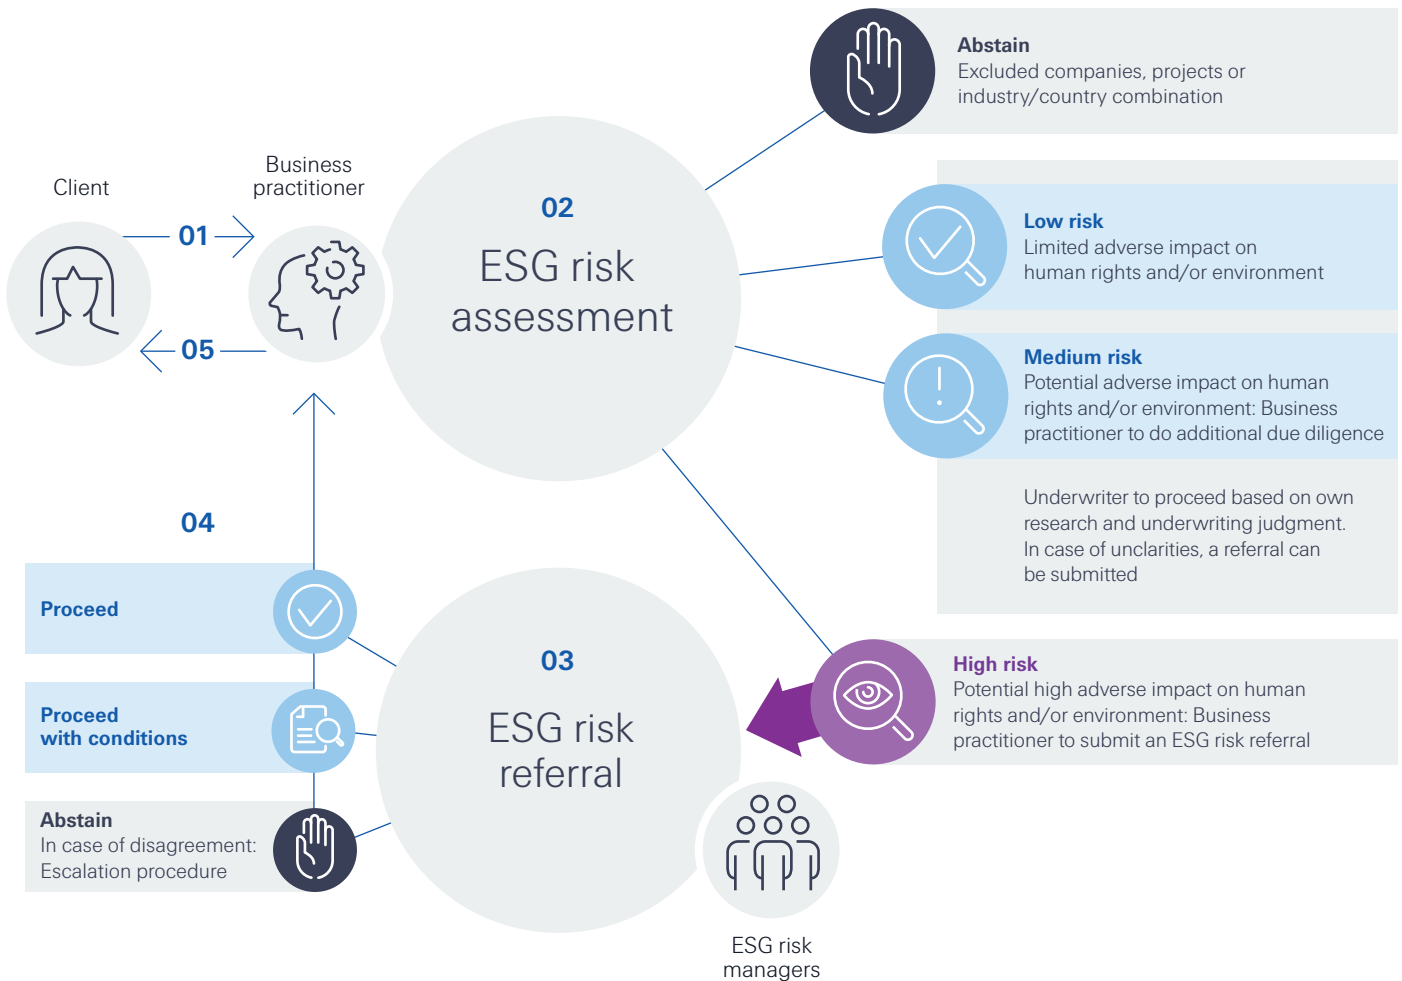 Client
Business
practitioner
01
05
02
ESG risk
assessment
Abstain
Excluded companies, projects or
industry/country combination
Low risk
Limited adverse impact on
human rights and/or environment
Medium risk
Potential adverse impact on human
rights and/or environment: Business
practitioner to do additional due diligence
Underwriter to proceed based on own
research and underwriting judgment.
In case of unclarities, a referral can
be submitted
High risk
Potential high adverse impact on human
rights and/or environment: Business
practitioner to submit an ESG risk referral
03
ESG risk
referral
ESG risk
managers
04
Proceed
Proceed
with conditions
Abstain
In case of disagreement:
Escalation procedure